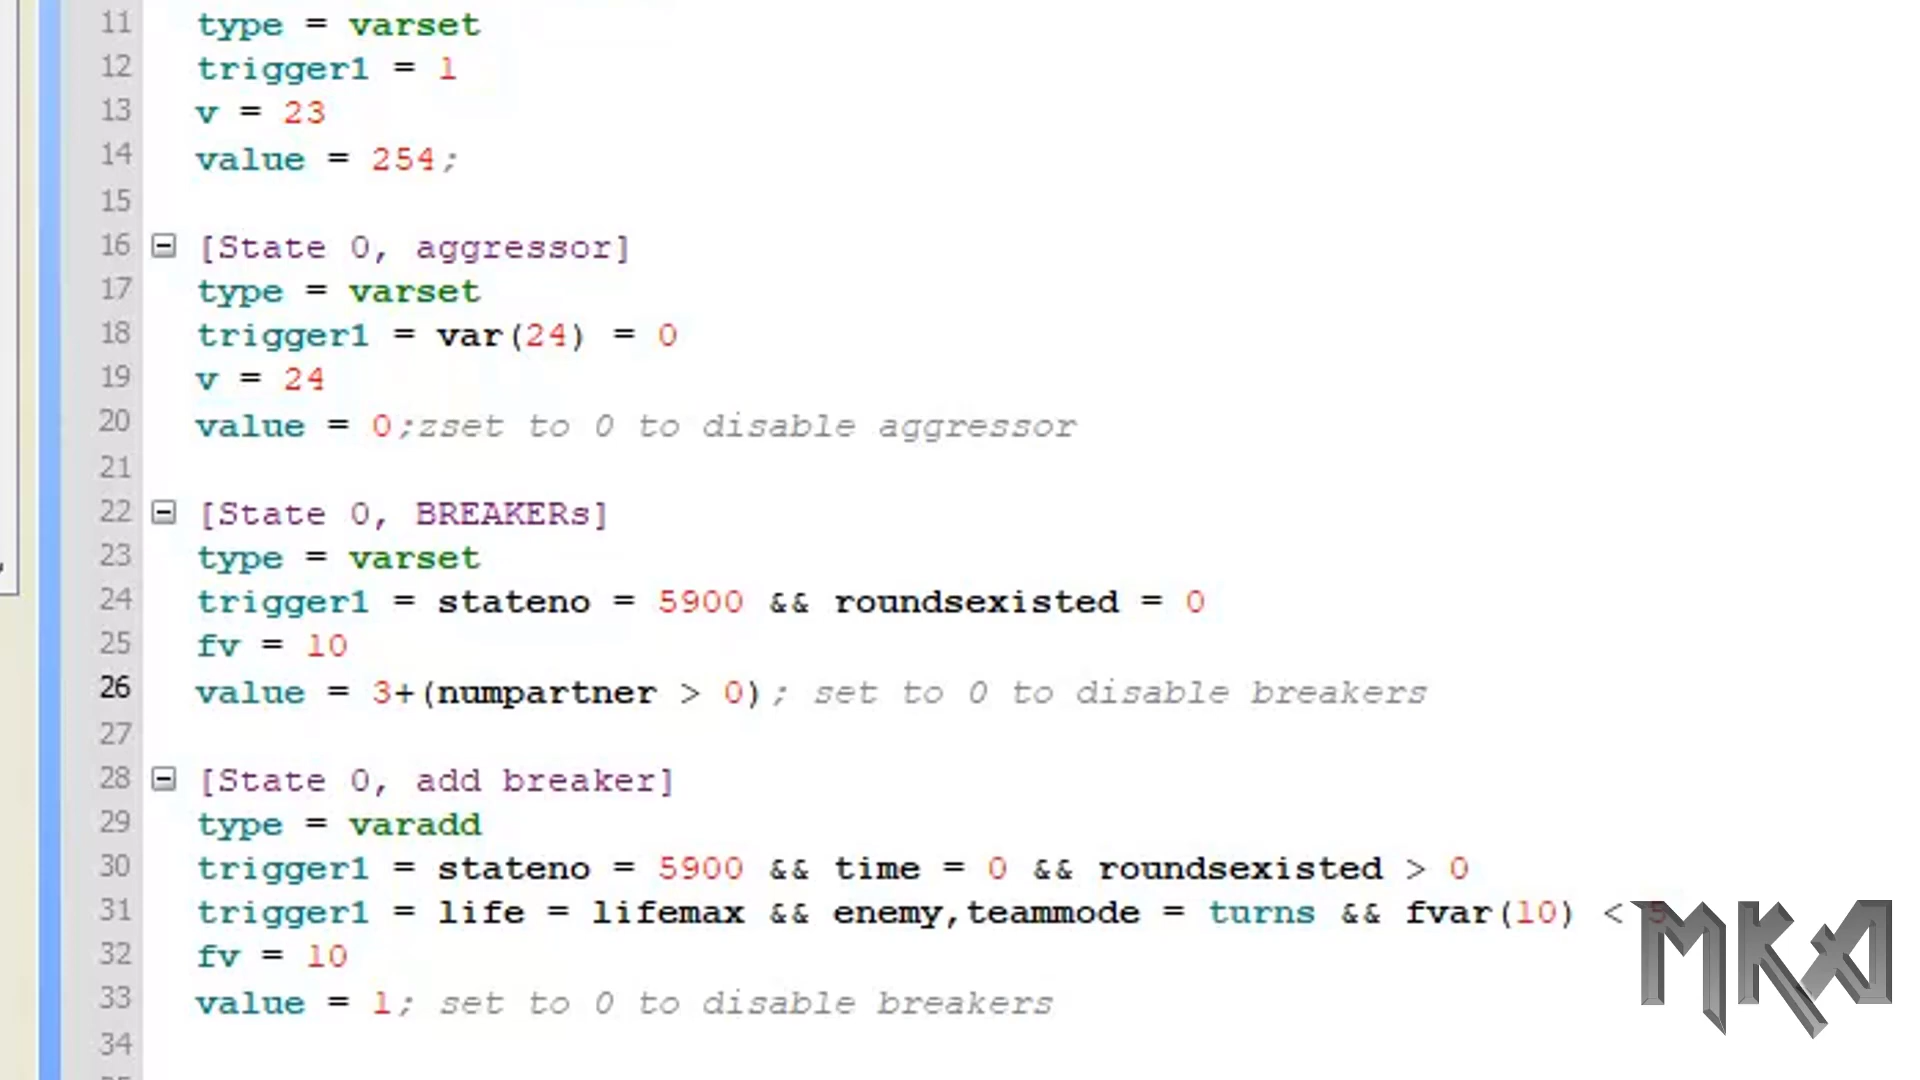 11 type = varset
12 trigger1 = 1
13 v = 23
14 value = 254;
15
16 [State 0, aggressor]
17 type = varset
18 trigger1 = var(24) = 0
19 v = 24
20 value = 0;zset to 0 to disable aggressor
21
22 [State 0, BREAKERs]
23 type = varset
24 trigger1 = stateno = 5900 && roundsexisted = 0
25 fv = 10
26 value = 3+(numpartner > 0); set to 0 to disable breakers
27
28 [State 0, add breaker]
29 type = varadd
30 trigger1 = stateno = 5900 && time = 0 && roundsexisted > 0
31 trigger1 = life = lifemax && enemy,teammode = turns && fvar(10) <
32 fv = 10
33 value = 1; set to 0 to disable breakers
34
MKA